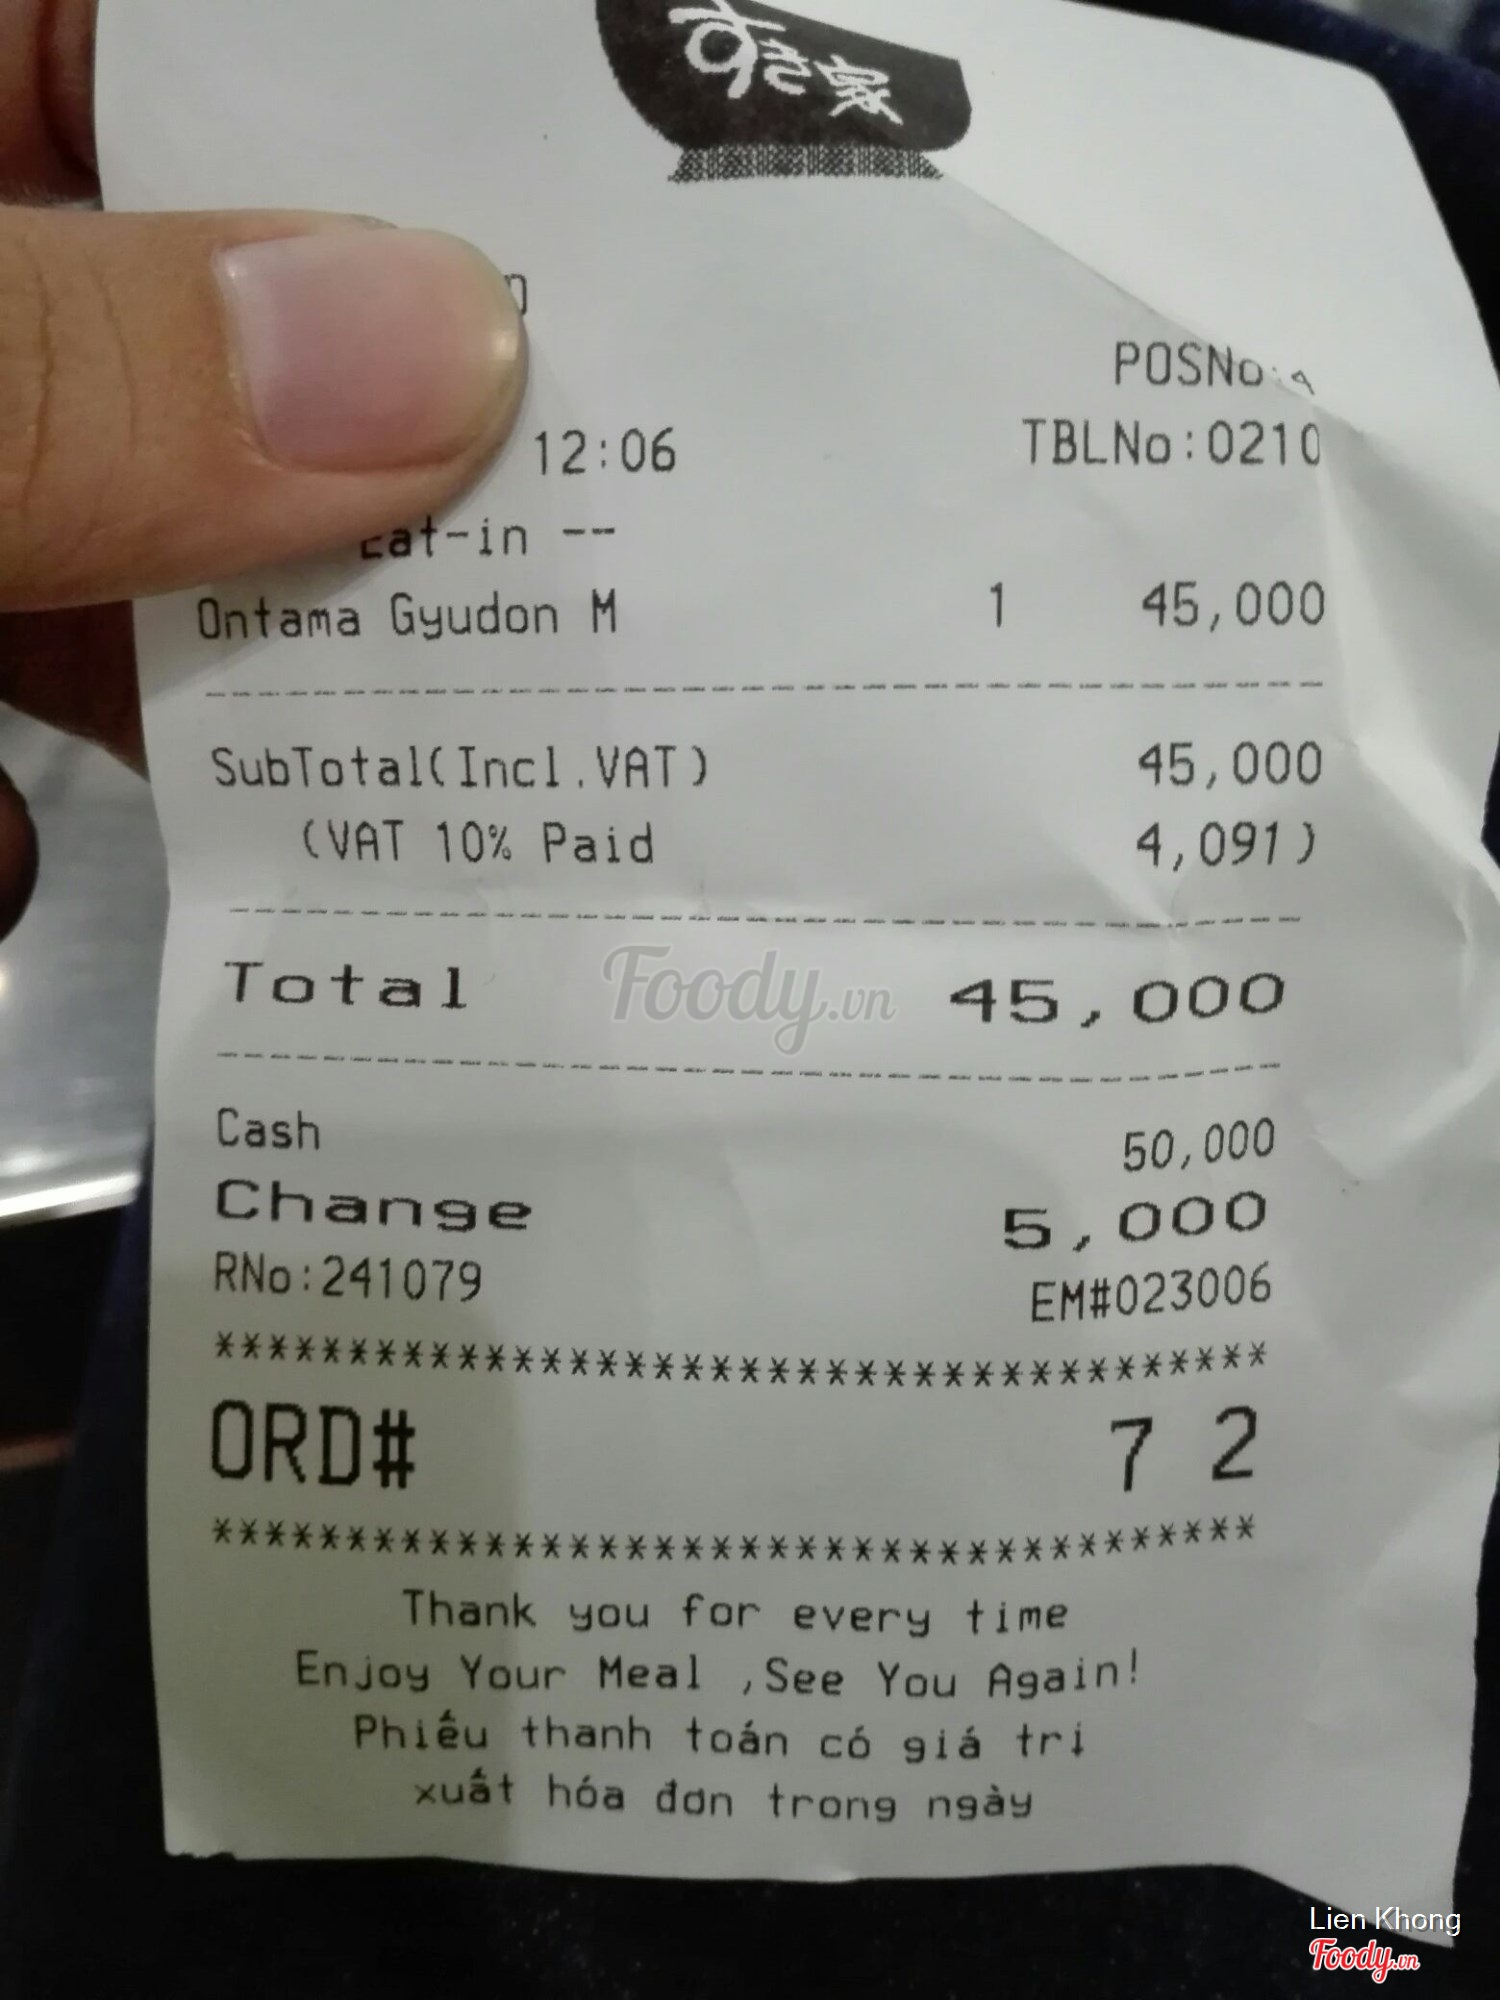 すき家
POSNo:4
12:06 TBLNo:0210
Eat-in --
Ontama Gyudon M 1 45,000
SubTotal(Incl.VAT) 45,000
(VAT 10% Paid 4,091)
Total 45,000
Foody.vn
Cash 50,000
Change 5,000
RNo:241079 EM#023006
***************************************
ORD# 72
***************************************
Thank you for every time
Enjoy Your Meal ,See You Again!
Phiếu thanh toán có giá trị
xuất hóa đơn trong ngày
Lien Khong
Foody.vn